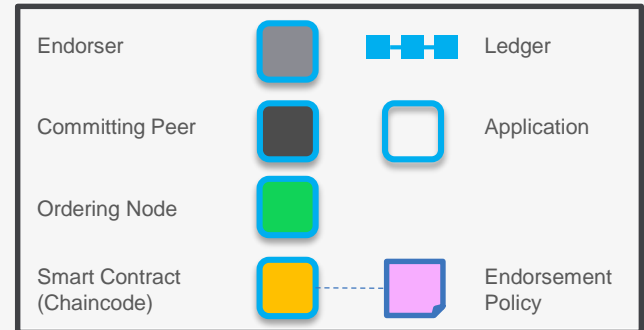 Endorser
Ledger
Committing Peer
Application
Ordering Node
Smart Contract
(Chaincode)
Endorsement
Policy